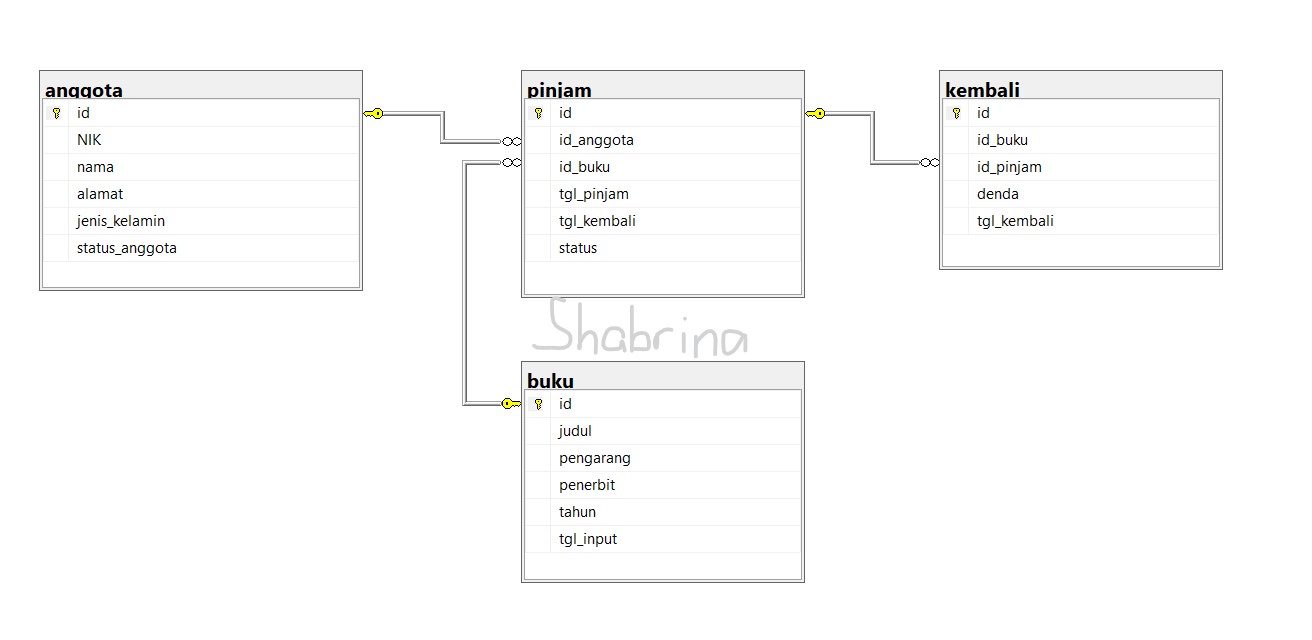 anggota
id
NIK
nama
alamat
jenis_kelamin
status_anggota
pinjam
id
id_anggota
id_buku
tgl_pinjam
tgl_kembali
status
kembali
id
id_buku
id_pinjam
denda
tgl_kembali
Shabrina
buku
id
judul
pengarang
penerbit
tahun
tgl_input